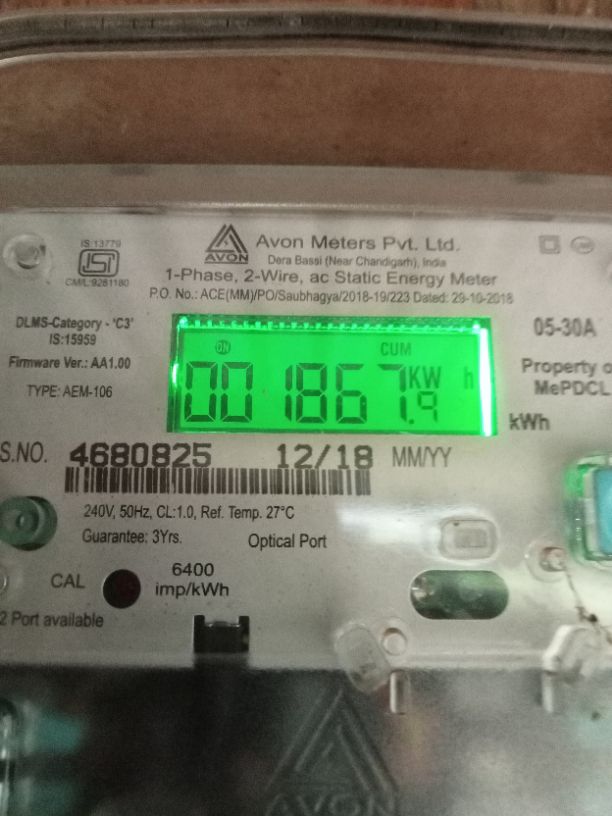 IS:13779
ISI
CM/L:9281180
AVON
Avon Meters Pvt. Ltd.
Dera Bassi (Near Chandigarh), India
1-Phase, 2-Wire, ac Static Energy Meter
P.O. No.: ACE(MM)/PO/Saubhagya/2018-19/223 Dated: 29-10-2018
DLMS-Category - 'C3'
IS:15959
Firmware Ver.: AA1.00
TYPE: AEM-106
ON CUM
001867.9 KW h
05-30A
Property o
MePDCL
kWh
S.NO. 4680825 12/18 MM/YY
240V, 50Hz, CL:1.0, Ref. Temp. 27°C
Guarantee: 3Yrs. Optical Port
CAL 6400
imp/kWh
2 Port available
AVON